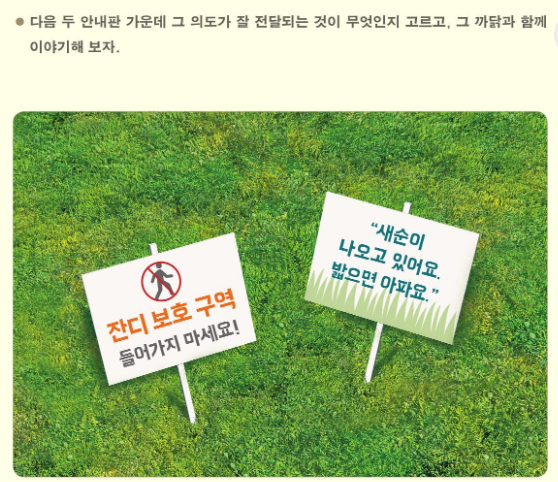 ● 다음 두 안내판 가운데 그 의도가 잘 전달되는 것이 무엇인지 고르고, 그 까닭과 함께
이야기해 보자.
잔디 보호 구역
들어가지 마세요!
“새순이
나오고 있어요.
밟으면 아파요.”